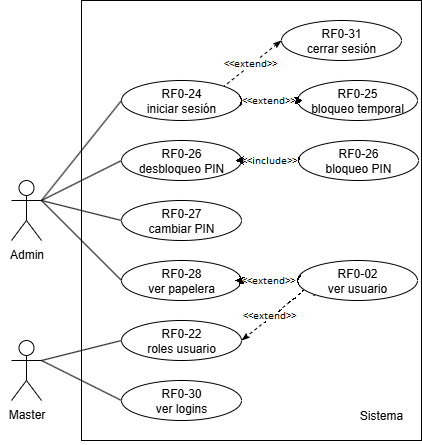 RF0-31
cerrar sesión
<<extend>>
RF0-24
iniciar sesión
<<extend>>
RF0-25
bloqueo temporal
RF0-26
desbloqueo PIN
<<include>>
RF0-26
bloqueo PIN
Admin
RF0-27
cambiar PIN
RF0-28
ver papelera
<<extend>>
RF0-02
ver usuario
<<extend>>
RF0-22
roles usuario
Master
RF0-30
ver logins
Sistema